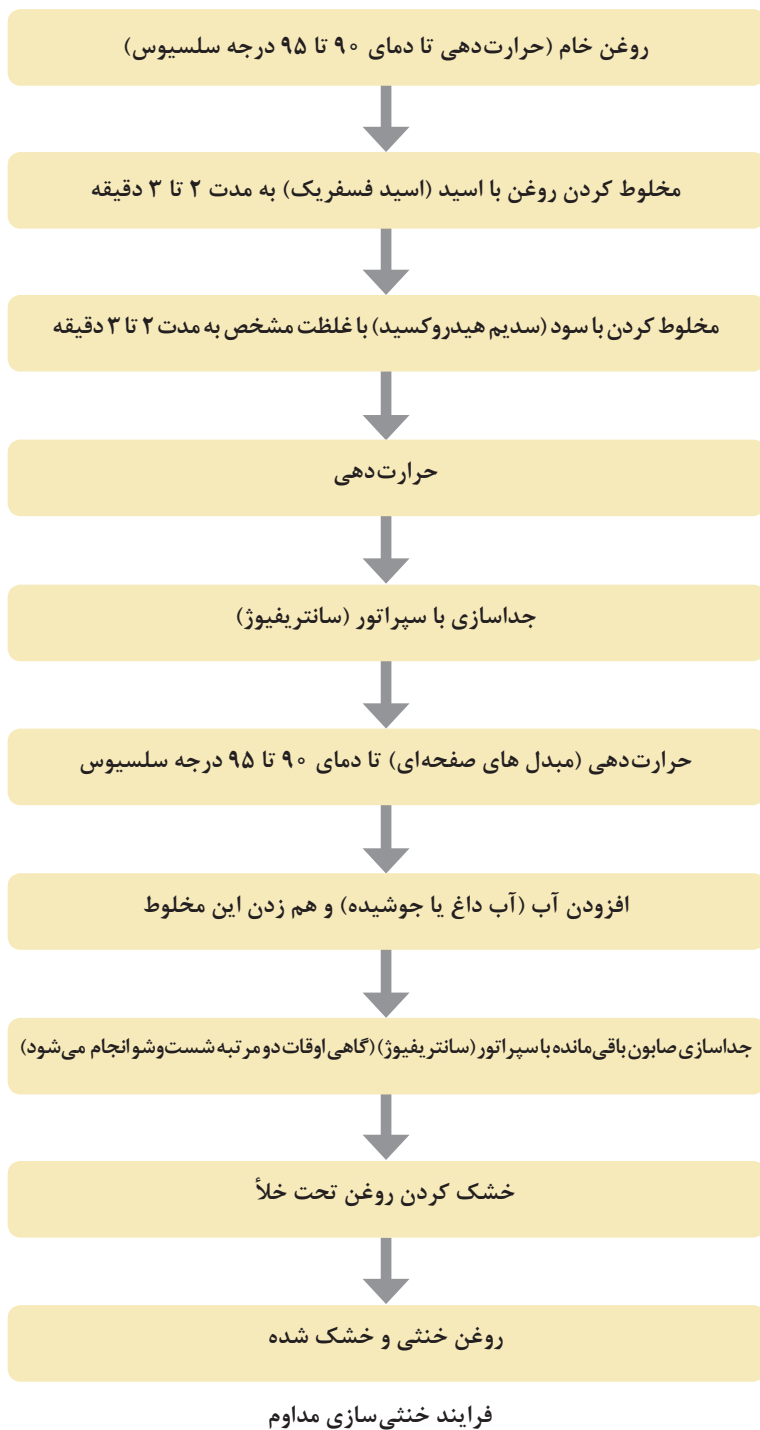 روغن خام (حرارت‌دهی تا دمای ۹۰ تا ۹۵ درجه سلسیوس)
مخلوط کردن روغن با اسید (اسید فسفریک) به مدت ۲ تا ۳ دقیقه
مخلوط کردن با سود (سدیم هیدروکسید) با غلظت مشخص به مدت ۲ تا ۳ دقیقه
حرارت‌دهی
جداسازی با سپراتور (سانتریفیوژ)
حرارت‌دهی (مبدل های صفحه‌ای) تا دمای ۹۰ تا ۹۵ درجه سلسیوس
افزودن آب (آب داغ یا جوشیده) و هم زدن این مخلوط
جداسازی صابون باقی‌مانده با سپراتور (سانتریفیوژ) (گاهی اوقات دو مرتبه شست‌وشو انجام می‌شود)
خشک کردن روغن تحت خلأ
روغن خنثی و خشک شده
فرایند خنثی‌سازی مداوم